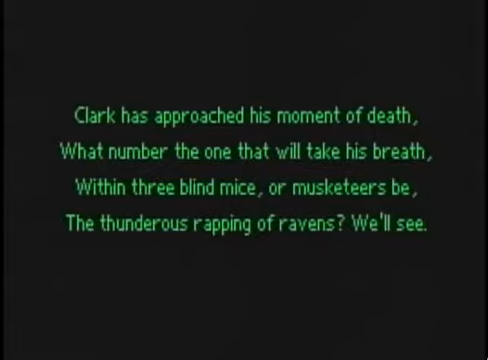 Clark has approached his moment of death,
What number the one that will take his breath,
Within three blind mice, or musketeers be,
The thunderous rapping of ravens? We'll see.